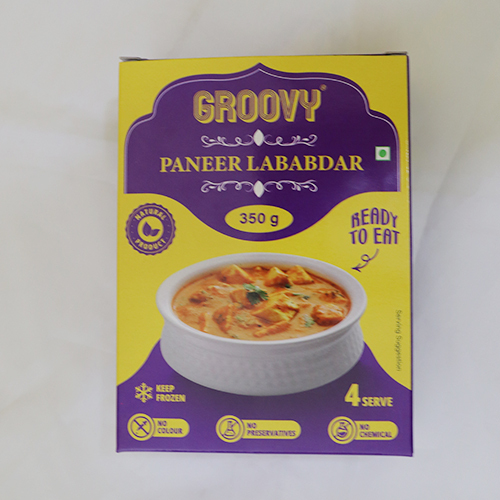 GROOVY®
PANEER LABABDAR
350 g
NATURAL
PRODUCT
READY
TO EAT
Serving Suggestion
KEEP
FROZEN
4 SERVE
NO
COLOUR
NO
PRESERVATIVES
NO
CHEMICAL